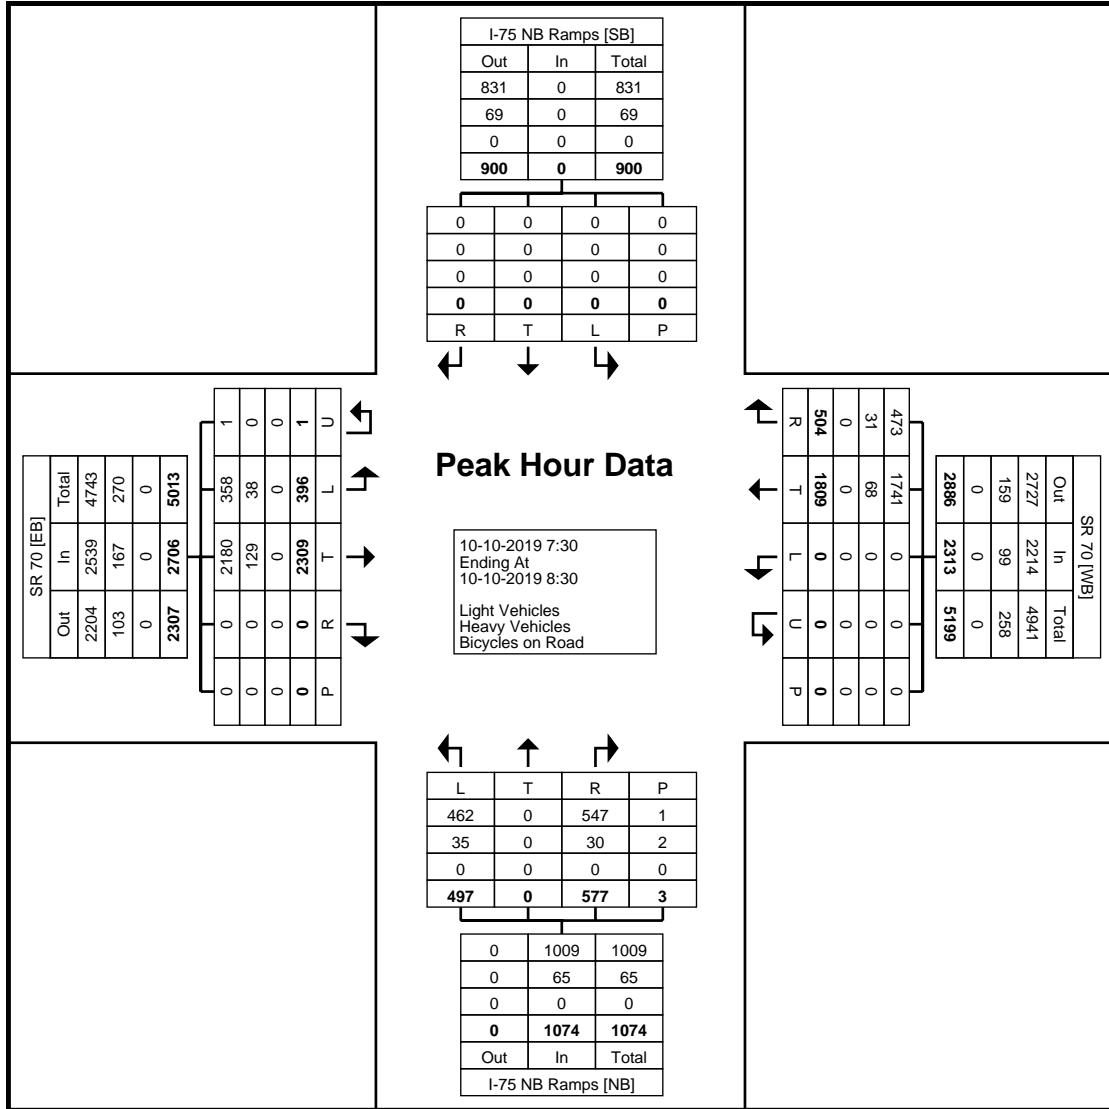 I-75 NB Ramps [SB]
Out In Total
831 0 831
69 0 69
0 0 0
900 0 900
0 0 0 0
0 0 0 0
0 0 0 0
0 0 0 0
R T L P
SR 70 [EB]
Total In Out
4743 2539 2204
270 167 103
0 0 0
5013 2706 2307
1 358 2180 0 0
0 38 129 0 0
0 0 0 0 0
1 396 2309 0 0
U L T R P
Peak Hour Data
10-10-2019 7:30
Ending At
10-10-2019 8:30
Light Vehicles
Heavy Vehicles
Bicycles on Road
SR 70 [WB]
Out In Total
2727 2214 4941
159 99 258
0 0 0
2886 2313 5199
473 1741 0 0 0
31 68 0 0 0
0 0 0 0 0
504 1809 0 0 0
R T L U P
L T R P
462 0 547 1
35 0 30 2
0 0 0 0
497 0 577 3
0 1009 1009
0 65 65
0 0 0
0 1074 1074
Out In Total
I-75 NB Ramps [NB]